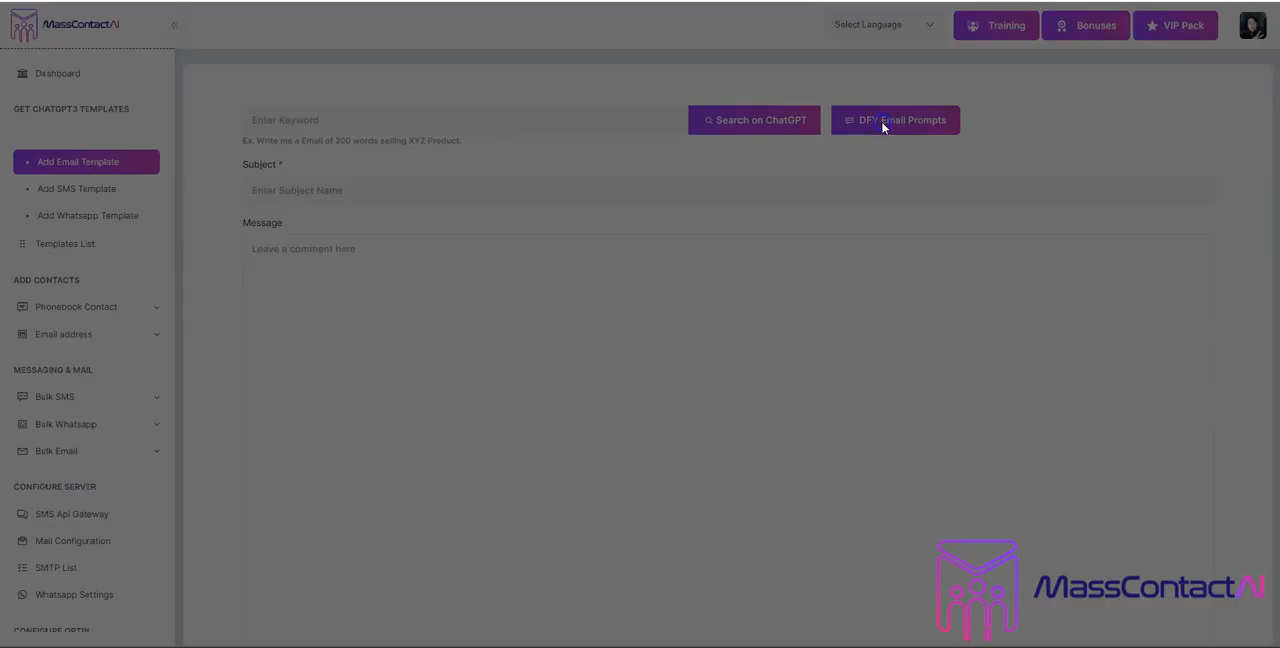 MassContactAI
Select Language
Training
Bonuses
VIP Pack
Dashboard
GET CHATGPT3 TEMPLATES
Add Email Template
Add SMS Template
Add Whatsapp Template
Templates List
ADD CONTACTS
Phonebook Contact
Email address
MESSAGING & MAIL
Bulk SMS
Bulk Whatsapp
Bulk Email
CONFIGURE SERVER
SMS Api Gateway
Mail Configuration
SMTP List
Whatsapp Settings
CONFIGURE OPTIN
Enter Keyword
Search on ChatGPT
DFY Email Prompts
Ex. Write me a Email of 200 words selling XYZ Product.
Subject *
Enter Subject Name
Message
Leave a comment here
MassContactAI